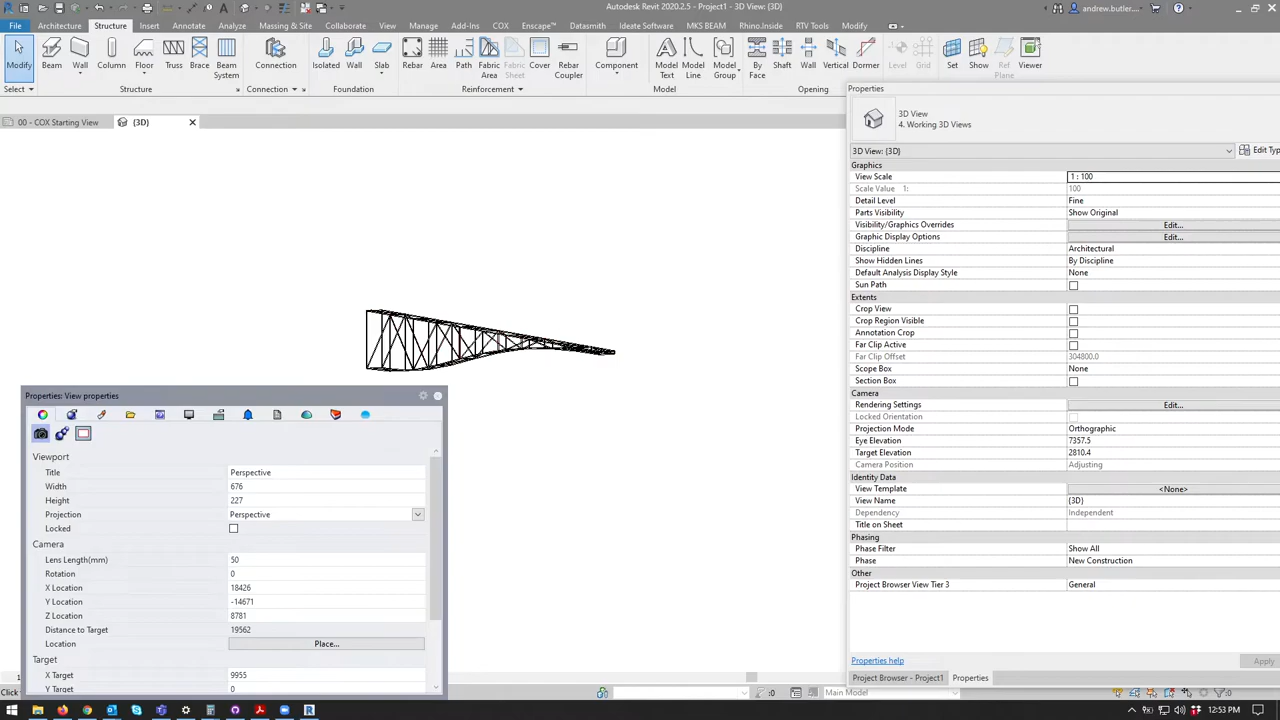 Autodesk Revit 2020.2.5 - Project1 - 3D View: {3D}
andrew.butler....
File Architecture Structure Insert Annotate Analyze Massing & Site Collaborate View Manage Add-Ins COX Enscape™ Datasmith Ideate Software MKS BEAM Rhino.Inside RTV Tools Modify
Modify Beam Wall Column Floor Truss Brace Beam System Connection Isolated Wall Slab Rebar Area Path Fabric Area Fabric Sheet Cover Rebar Coupler Component Model Text Model Line Model Group By Face Shaft Wall Vertical Dormer Level Grid Set Show Ref Plane Viewer
Select Structure Connection Foundation Reinforcement Model Opening
Properties
00 - COX Starting View {3D}
3D View
4. Working 3D Views
3D View: {3D} Edit Typ
Graphics
View Scale 1 : 100
Scale Value 1: 100
Detail Level Fine
Parts Visibility Show Original
Visibility/Graphics Overrides Edit...
Graphic Display Options Edit...
Discipline Architectural
Show Hidden Lines By Discipline
Default Analysis Display Style None
Sun Path
Extents
Crop View
Crop Region Visible
Annotation Crop
Far Clip Active
Far Clip Offset 304800.0
Scope Box None
Section Box
Camera
Rendering Settings Edit...
Locked Orientation
Projection Mode Orthographic
Eye Elevation 7357.5
Target Elevation 2810.4
Camera Position Adjusting
Identity Data
View Template <None>
View Name {3D}
Dependency Independent
Title on Sheet
Phasing
Phase Filter Show All
Phase New Construction
Other
Project Browser View Tier 3 General
Properties help Apply
Project Browser - Project1 Properties
Properties: View properties
Viewport
Title Perspective
Width 676
Height 227
Projection Perspective
Locked
Camera
Lens Length(mm) 50
Rotation 0
X Location 18426
Y Location -14671
Z Location 8781
Distance to Target 19562
Location Place...
Target
X Target 9955
Y Target 0
1
Click
:0 Main Model :0
12:53 PM